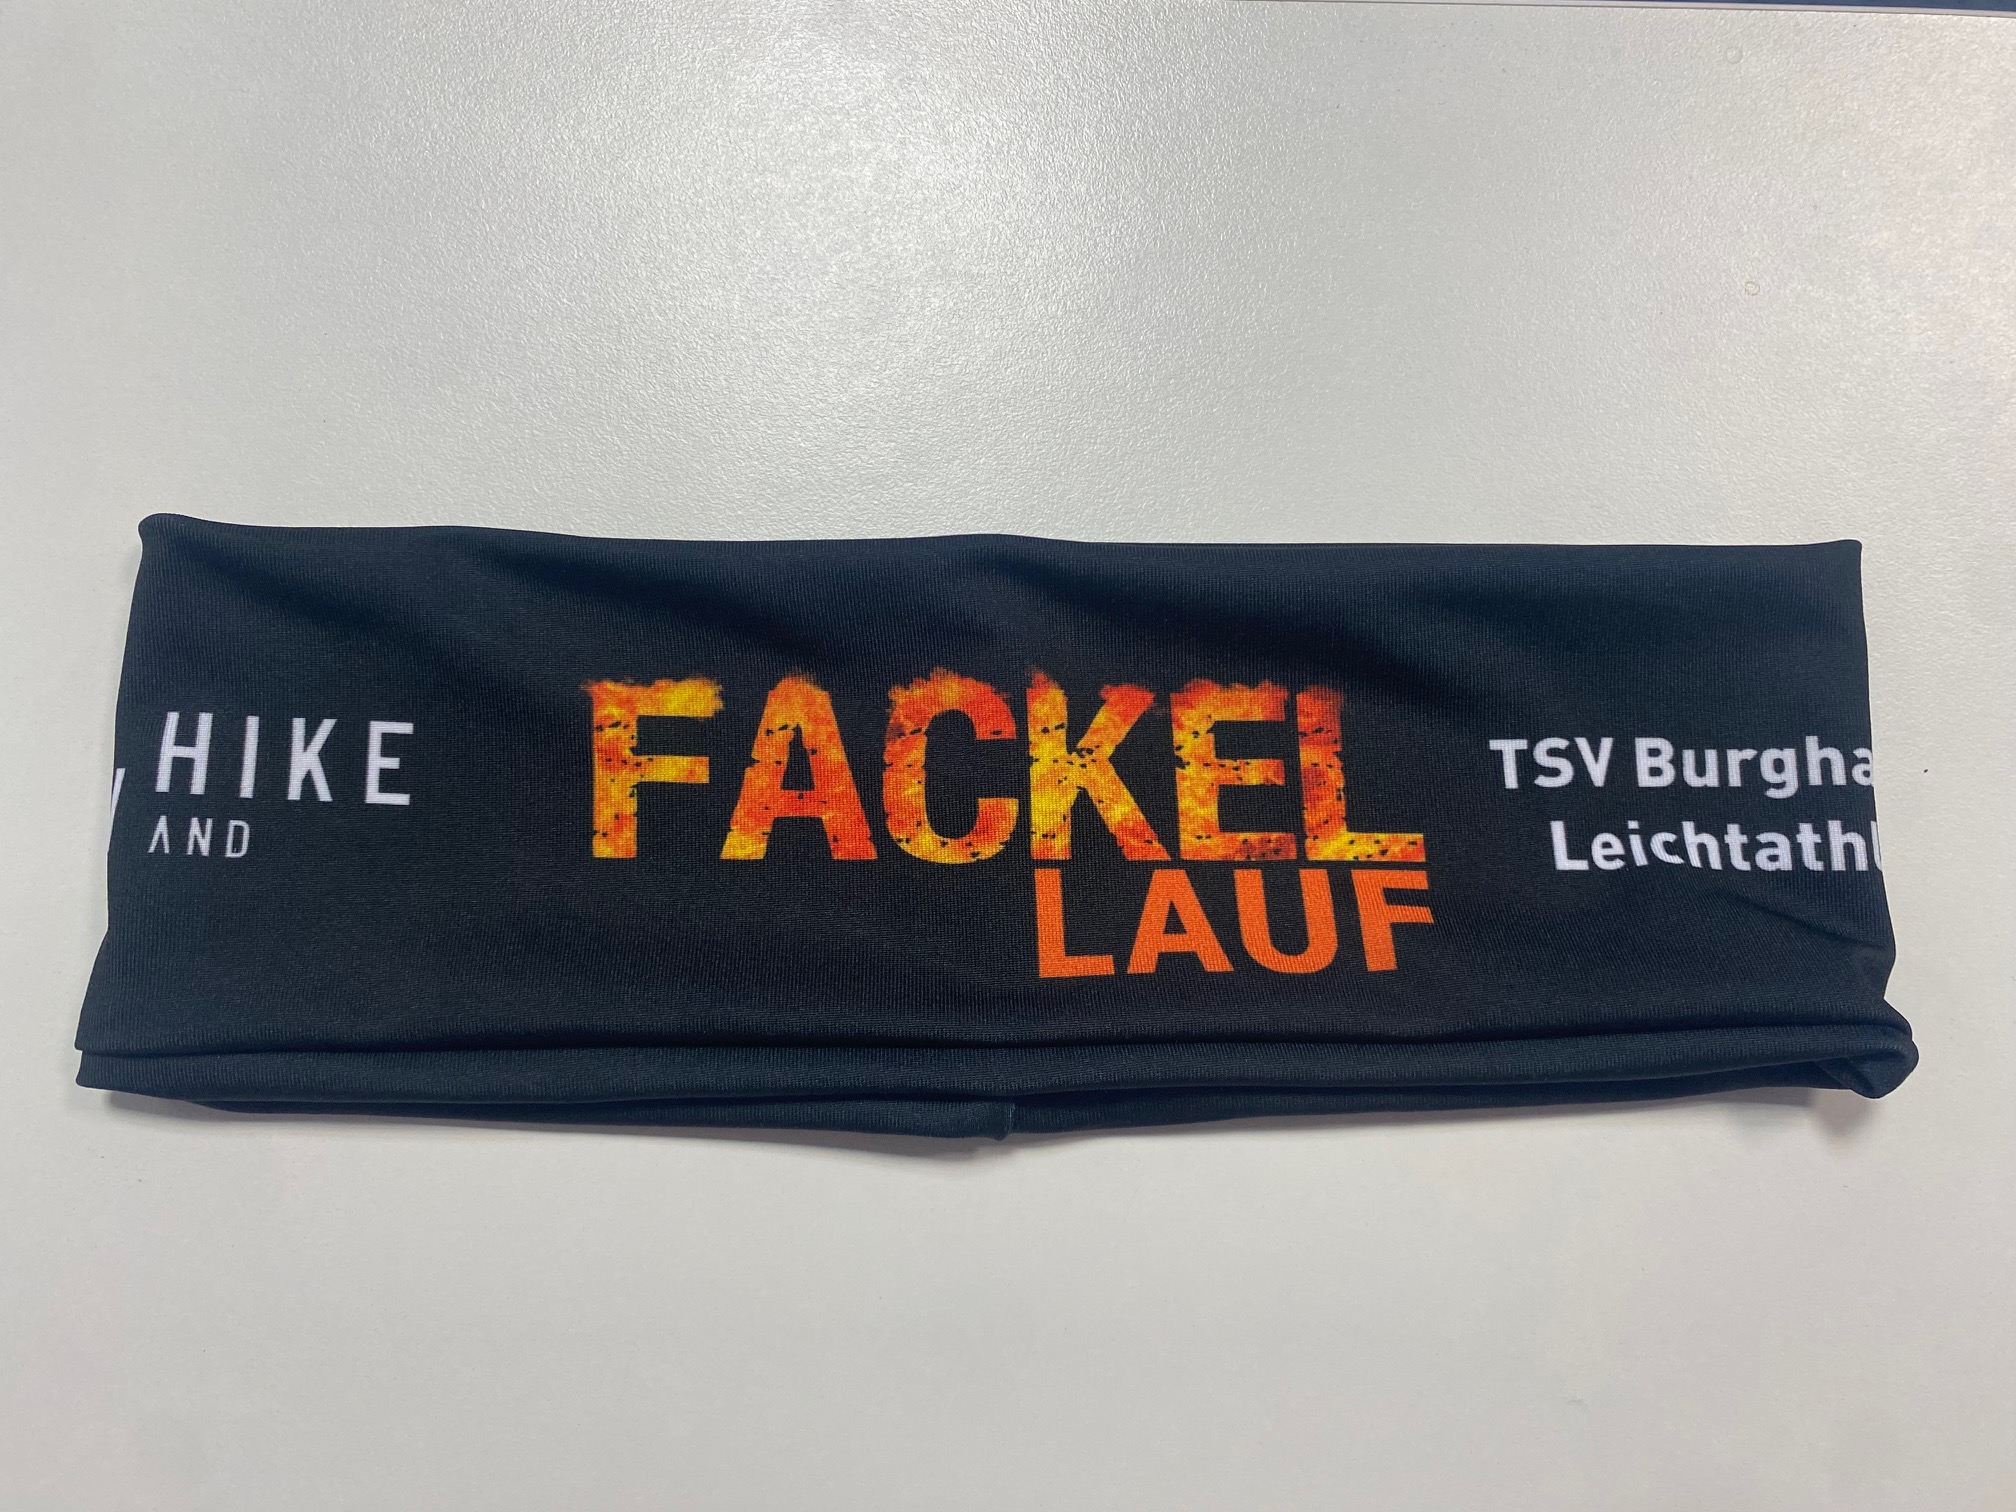 HIKE
AND
FACKEL
LAUF
TSV Burgha
Leichtathl